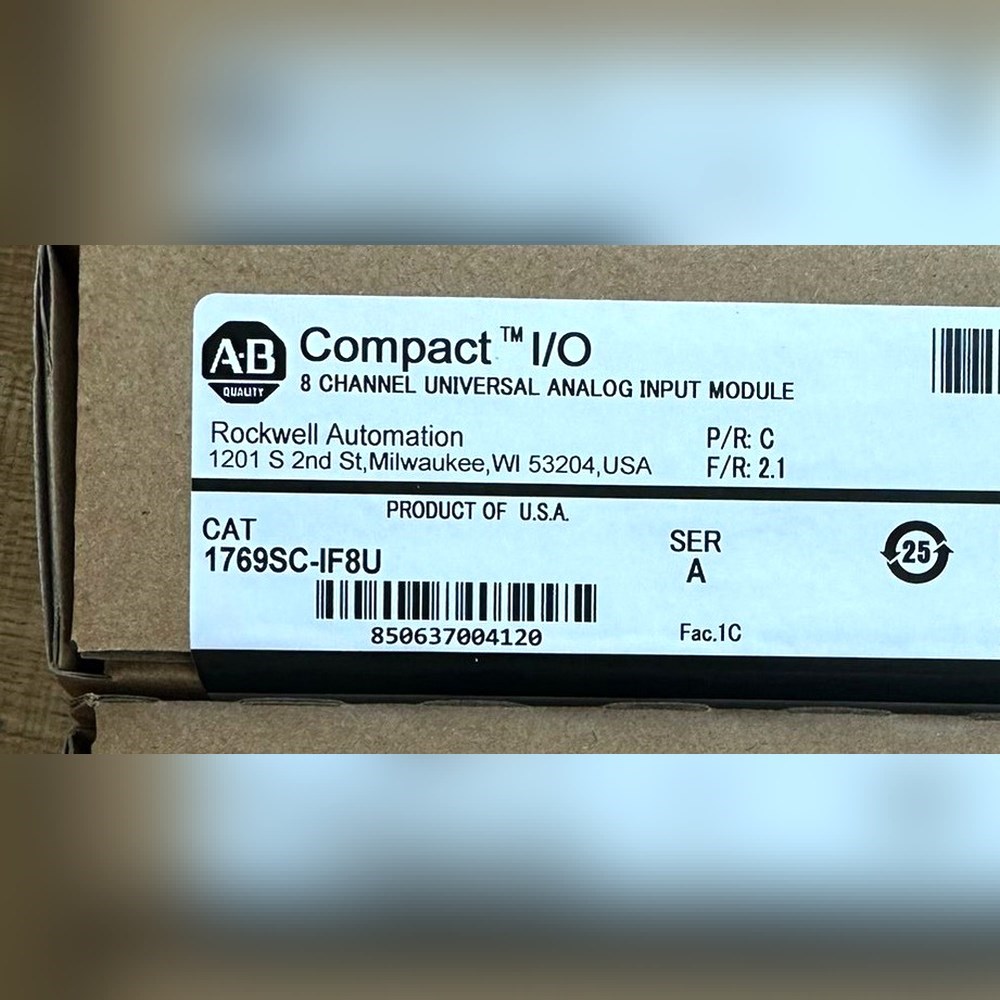 A·B
QUALITY
Compact™ I/O
8 CHANNEL UNIVERSAL ANALOG INPUT MODULE
Rockwell Automation
1201 S 2nd St,Milwaukee,WI 53204,USA
P/R: C
F/R: 2.1
PRODUCT OF U.S.A.
CAT
1769SC-IF8U
SER
A
25
850637004120
Fac.1C